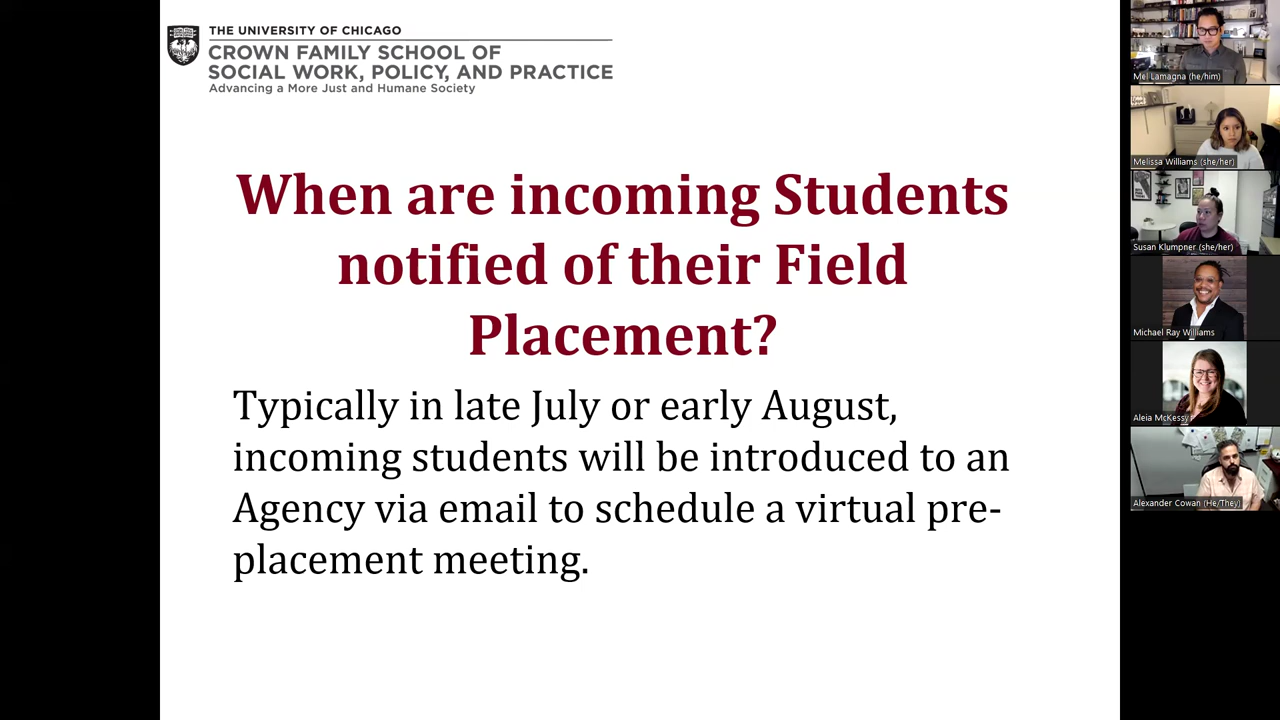 THE UNIVERSITY OF CHICAGO
CROWN FAMILY SCHOOL OF
SOCIAL WORK, POLICY, AND PRACTICE
Advancing a More Just and Humane Society
When are incoming Students
notified of their Field
Placement?
Typically in late July or early August,
incoming students will be introduced to an
Agency via email to schedule a virtual pre-
placement meeting.
Mel Lamagna (he/him)
Melissa Williams (she/her)
Susan Klumpner (she/her)
Michael Ray Williams
Aleia McKessy
Alexander Cowan (He/They)